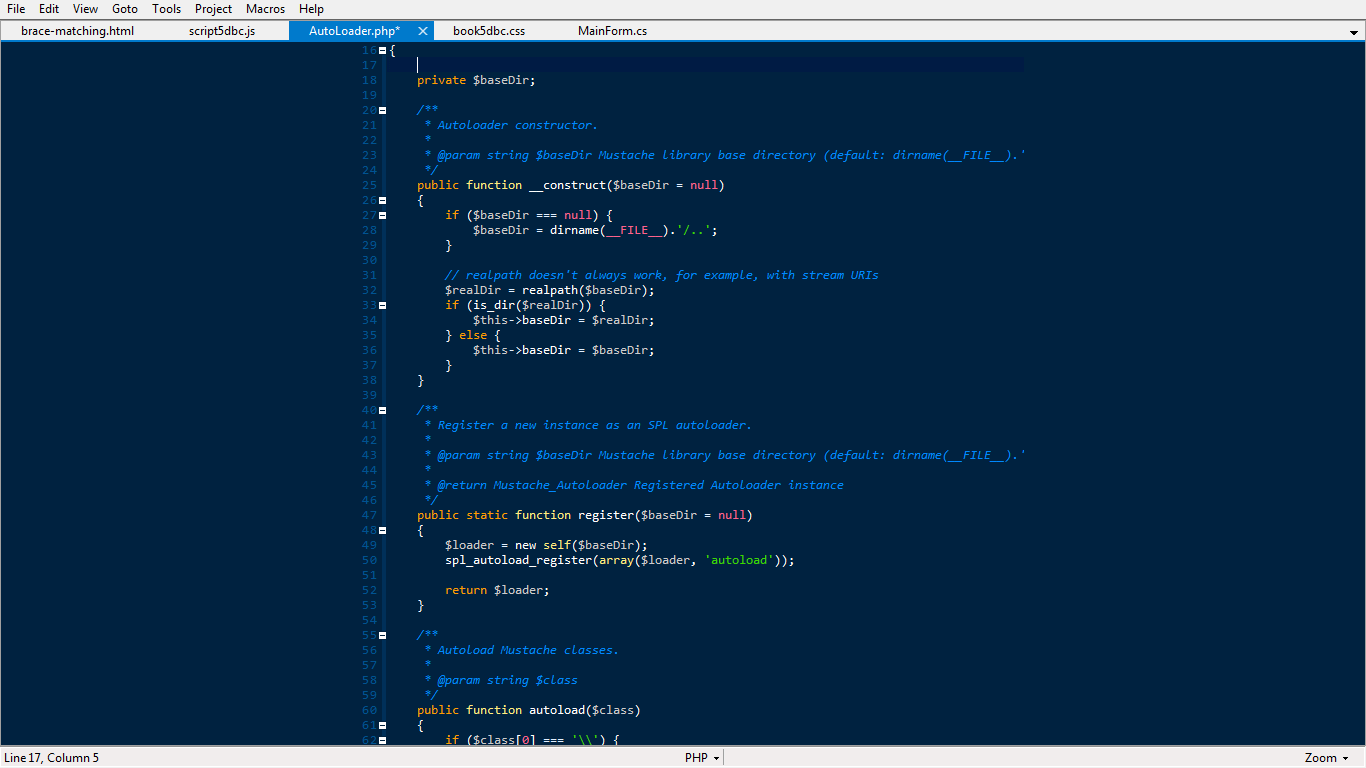 File Edit View Goto Tools Project Macros Help
brace-matching.html script5dbc.js AutoLoader.php* book5dbc.css MainForm.cs
16 {
17
18 private $baseDir;
19
20 /**
21 * Autoloader constructor.
22 *
23 * @param string $baseDir Mustache library base directory (default: dirname(__FILE__).'
24 */
25 public function __construct($baseDir = null)
26 {
27 if ($baseDir === null) {
28 $baseDir = dirname(__FILE__).'/..';
29 }
30
31 // realpath doesn't always work, for example, with stream URIs
32 $realDir = realpath($baseDir);
33 if (is_dir($realDir)) {
34 $this->baseDir = $realDir;
35 } else {
36 $this->baseDir = $baseDir;
37 }
38 }
39
40 /**
41 * Register a new instance as an SPL autoloader.
42 *
43 * @param string $baseDir Mustache library base directory (default: dirname(__FILE__).'
44 *
45 * @return Mustache_Autoloader Registered Autoloader instance
46 */
47 public static function register($baseDir = null)
48 {
49 $loader = new self($baseDir);
50 spl_autoload_register(array($loader, 'autoload'));
51
52 return $loader;
53 }
54
55 /**
56 * Autoload Mustache classes.
57 *
58 * @param string $class
59 */
60 public function autoload($class)
61 {
62 if ($class[0] === '\\') {
Line 17, Column 5 PHP Zoom